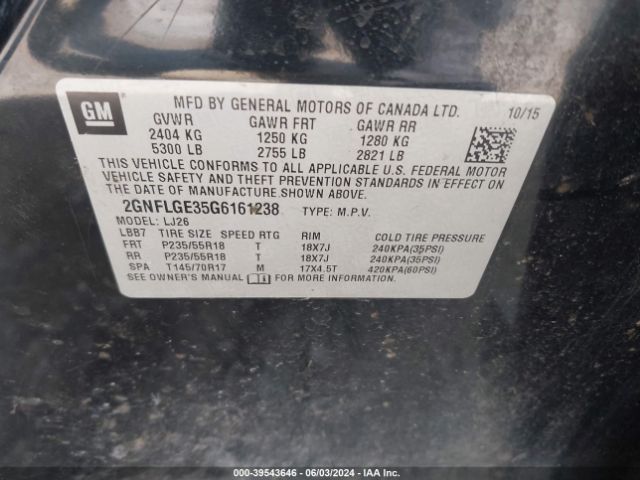 GM
MFD BY GENERAL MOTORS OF CANADA LTD.
10/15
GVWR GAWR FRT GAWR RR
2404 KG 1250 KG 1280 KG
5300 LB 2755 LB 2821 LB
THIS VEHICLE CONFORMS TO ALL APPLICABLE U.S. FEDERAL MOTOR
VEHICLE SAFETY AND THEFT PREVENTION STANDARDS IN EFFECT ON
THE DATE OF MANUFACTURE SHOWN ABOVE.
2GNFLGE35G6161238 TYPE: M.P.V.
MODEL: LJ26
LBB7 TIRE SIZE SPEED RTG RIM COLD TIRE PRESSURE
FRT P235/55R18 T 18X7J 240KPA(35PSI)
RR P235/55R18 T 18X7J 240KPA(35PSI)
SPA T145/70R17 M 17X4.5T 420KPA(60PSI)
SEE OWNER'S MANUAL FOR MORE INFORMATION.
000-39543646 - 06/03/2024 - IAAI.COM